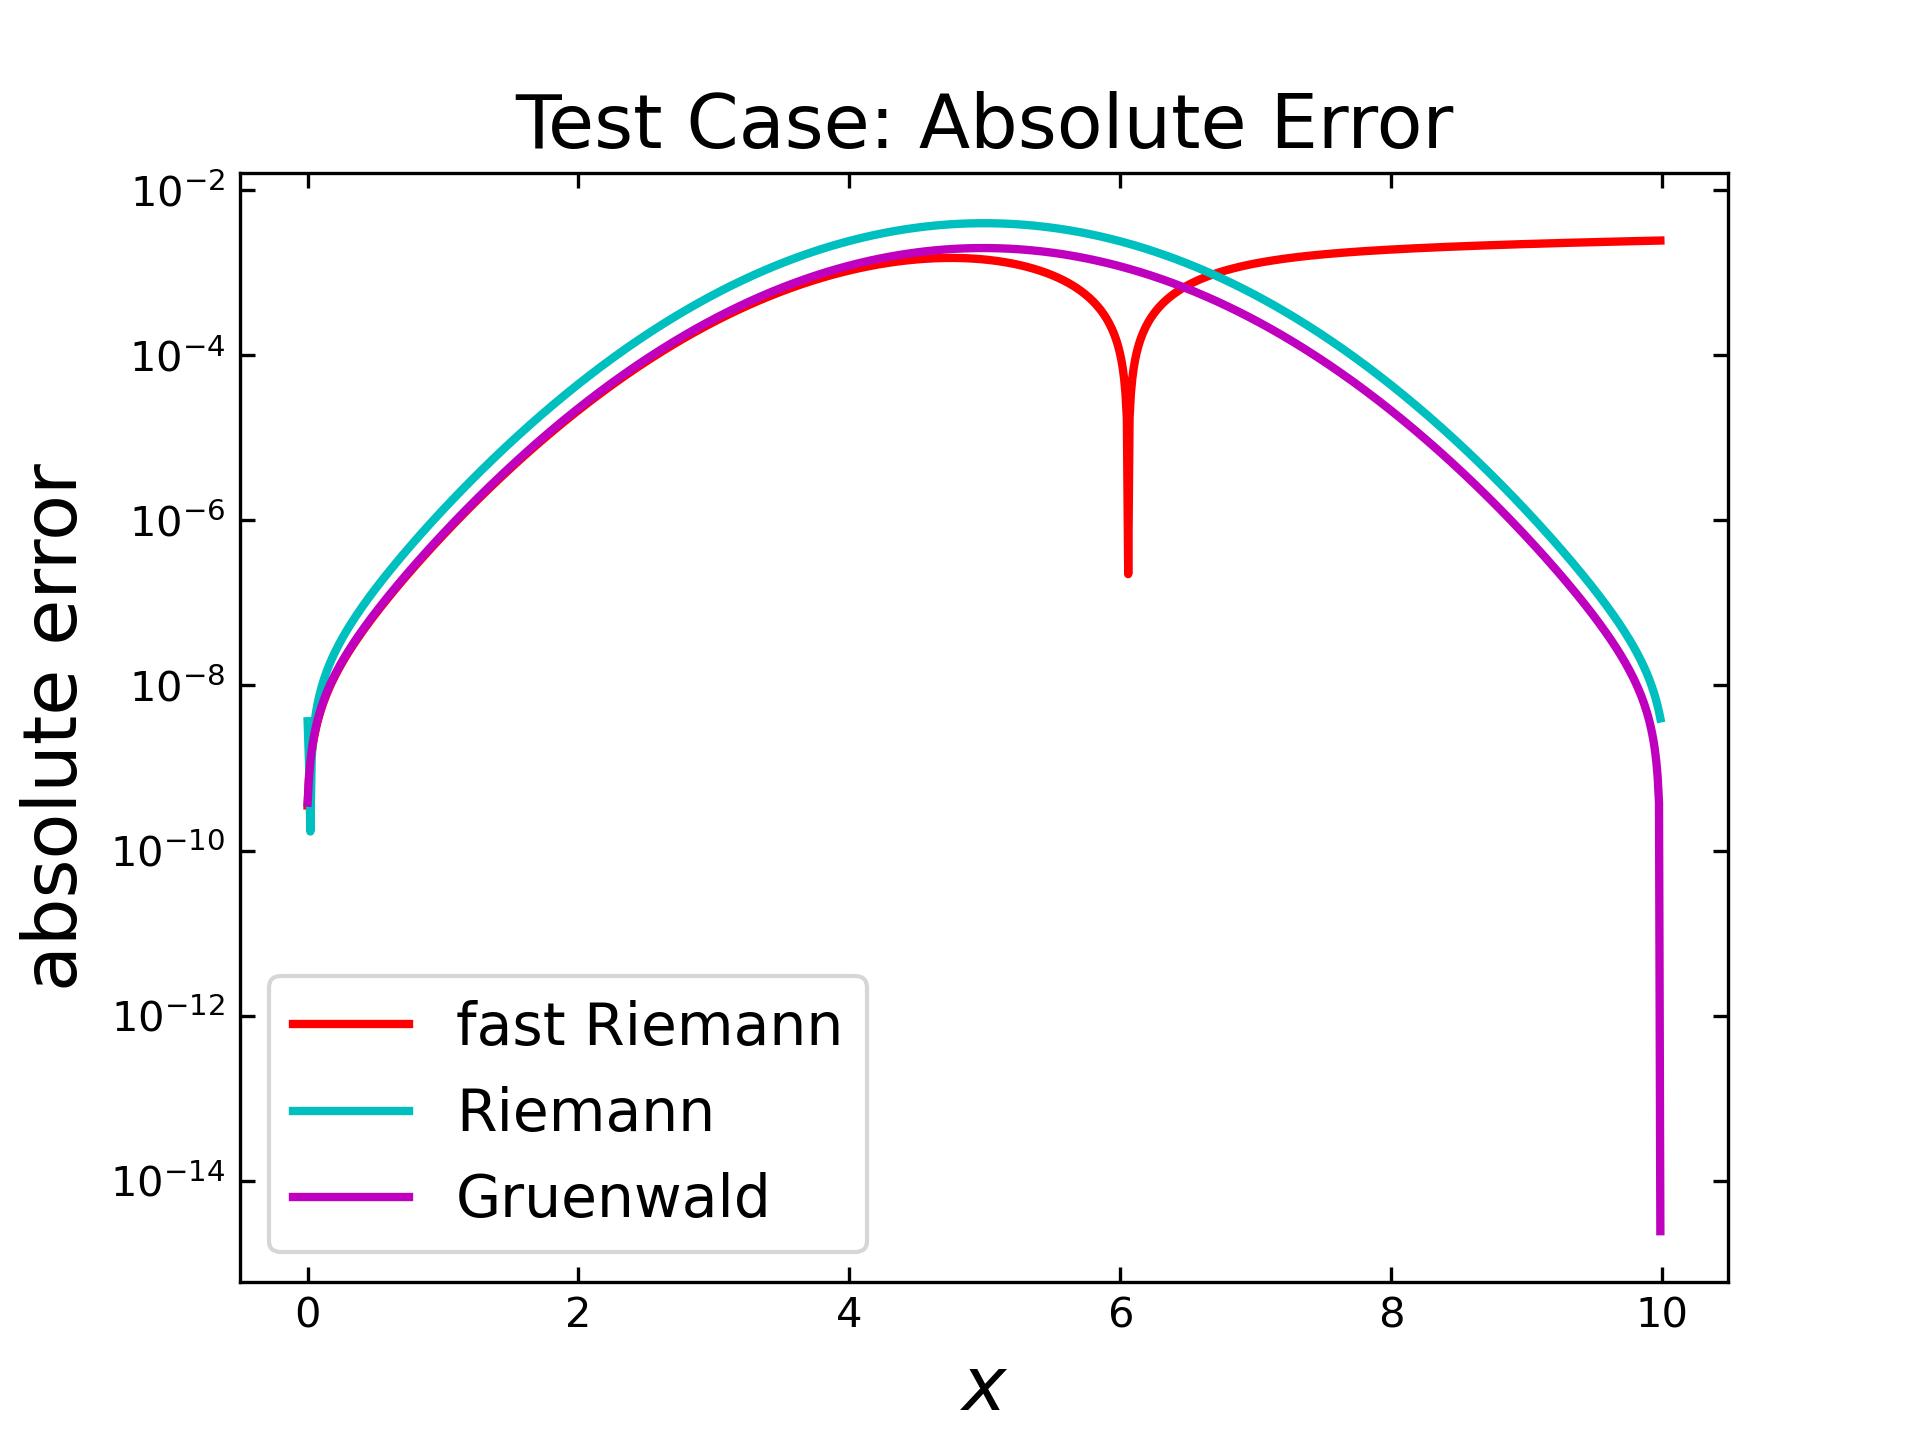 Test Case: Absolute Error
absolute error
10⁻²
10⁻⁴
10⁻⁶
10⁻⁸
10⁻¹⁰
10⁻¹²
10⁻¹⁴
fast Riemann
Riemann
Gruenwald
0 2 4 6 8 10
x